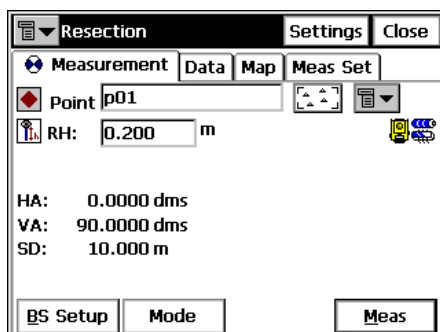 Resection Settings Close
Measurement Data Map Meas Set
Point p01
RH: 0.200 m
HA: 0.0000 dms
VA: 90.0000 dms
SD: 10.000 m
BS Setup Mode Meas